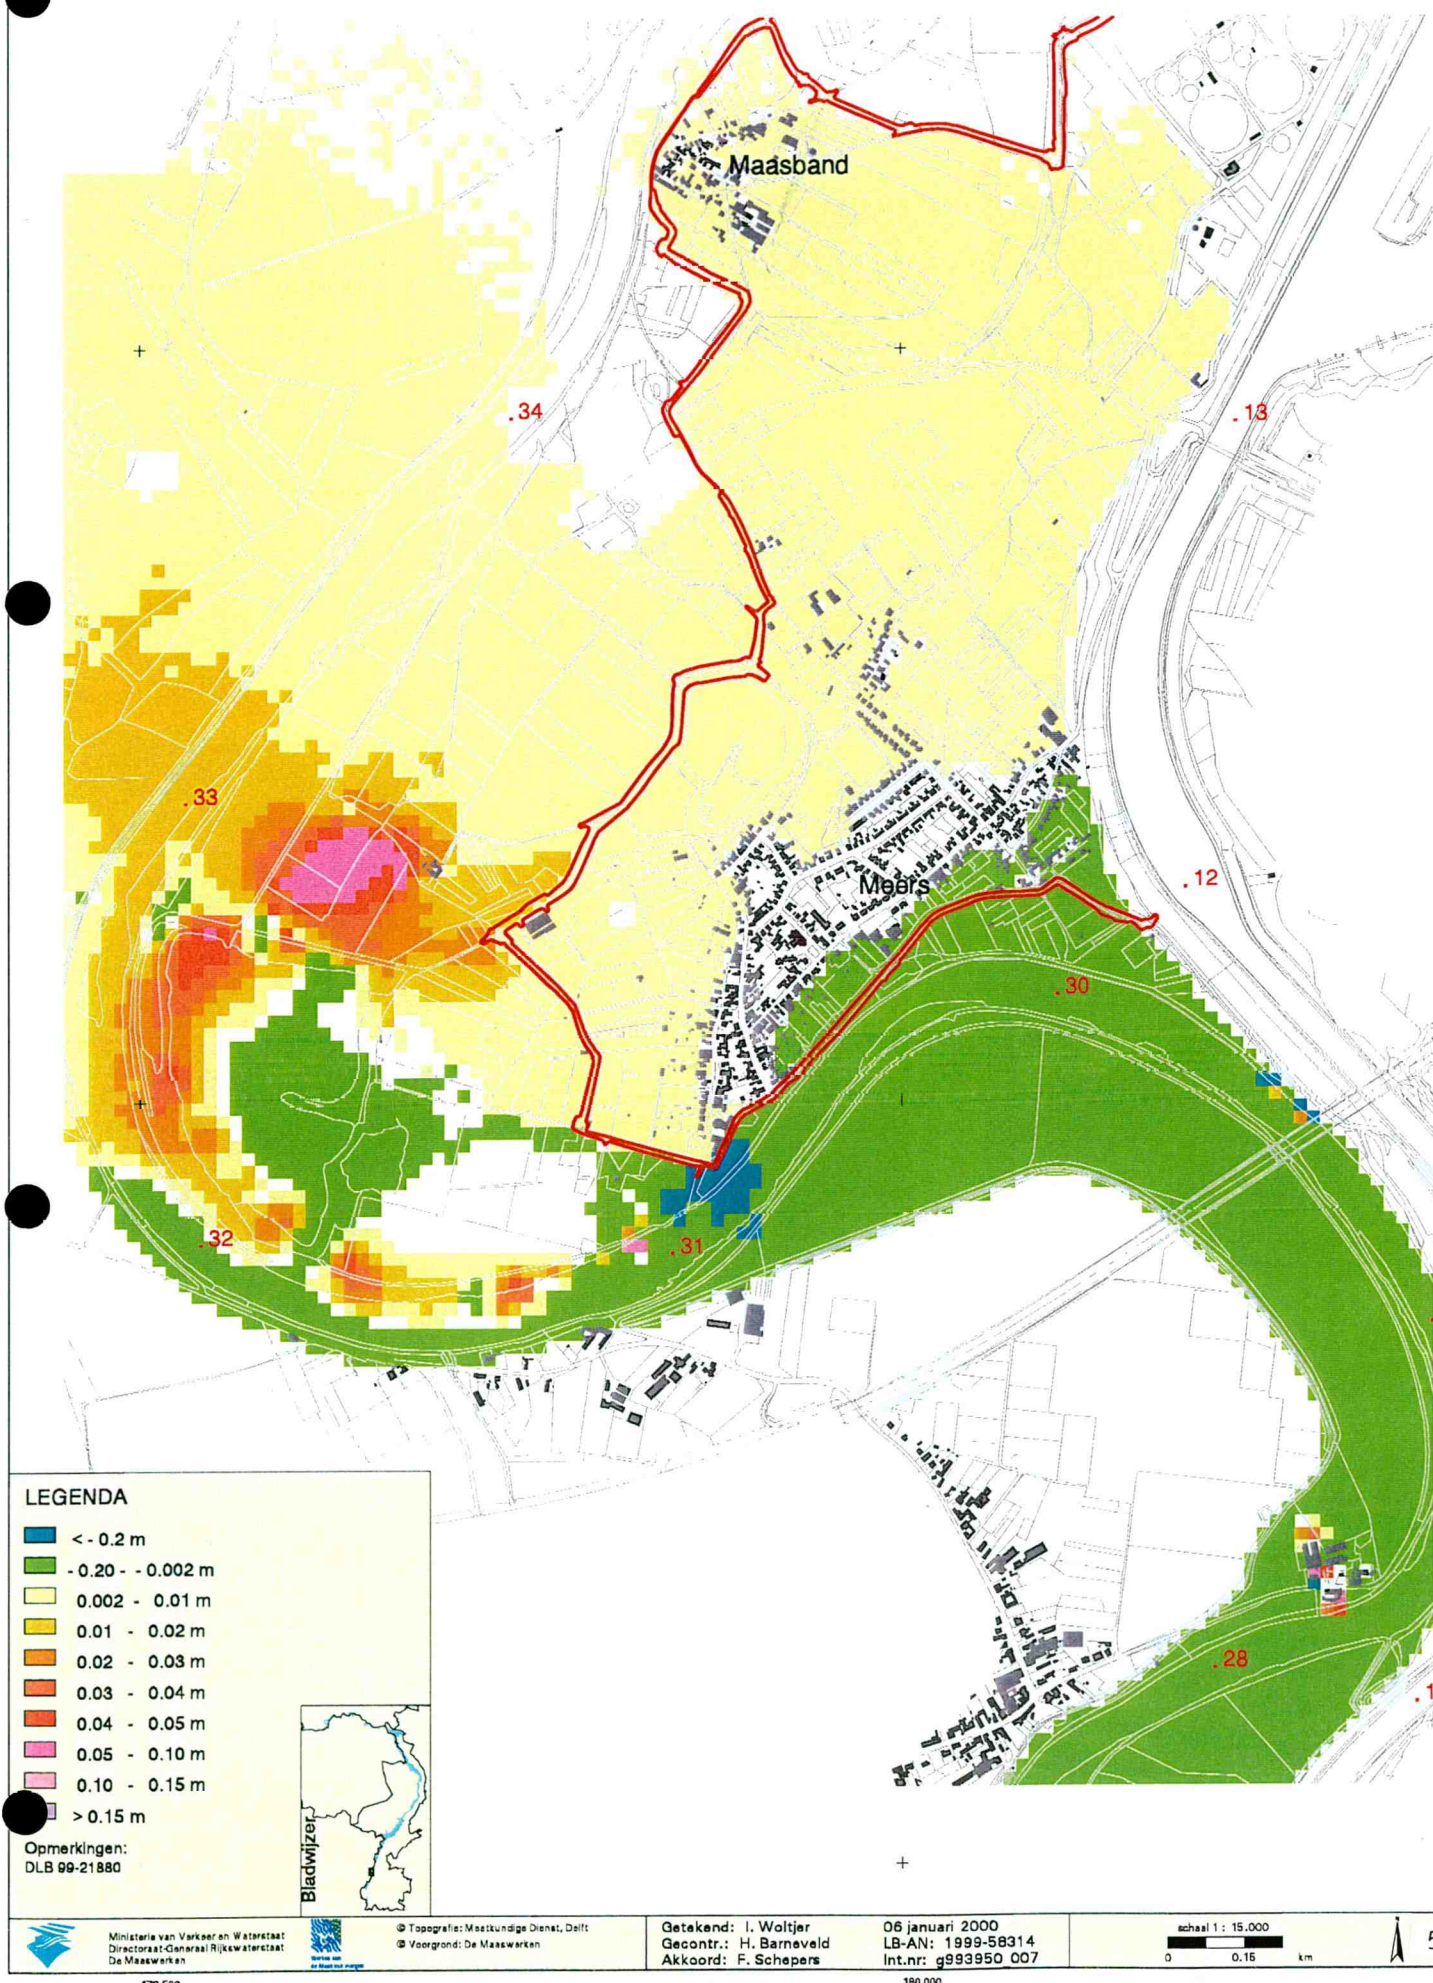 Maasband
.34
.13
.33
Meers
.12
.30
.32
.31
.28
.1
LEGENDA
< - 0.2 m
- 0.20 - - 0.002 m
0.002 - 0.01 m
0.01 - 0.02 m
0.02 - 0.03 m
0.03 - 0.04 m
0.04 - 0.05 m
0.05 - 0.10 m
0.10 - 0.15 m
> 0.15 m
Opmerkingen:
DLB 99-21880
Bladwijzer
Ministerie van Verkeer en Waterstaat
Directoraat-Generaal Rijkswaterstaat
De Maaswerken
© Topografie: Meetkundige Dienst, Delft
© Voorgrond: De Maaswerken
Getekend: I. Woltjer
Gecontr.: H. Barneveld
Akkoord: F. Schepers
06 januari 2000
LB-AN: 1999-58314
Int.nr: g993950_007
schaal 1 : 15.000
0 0.15 km
180.000